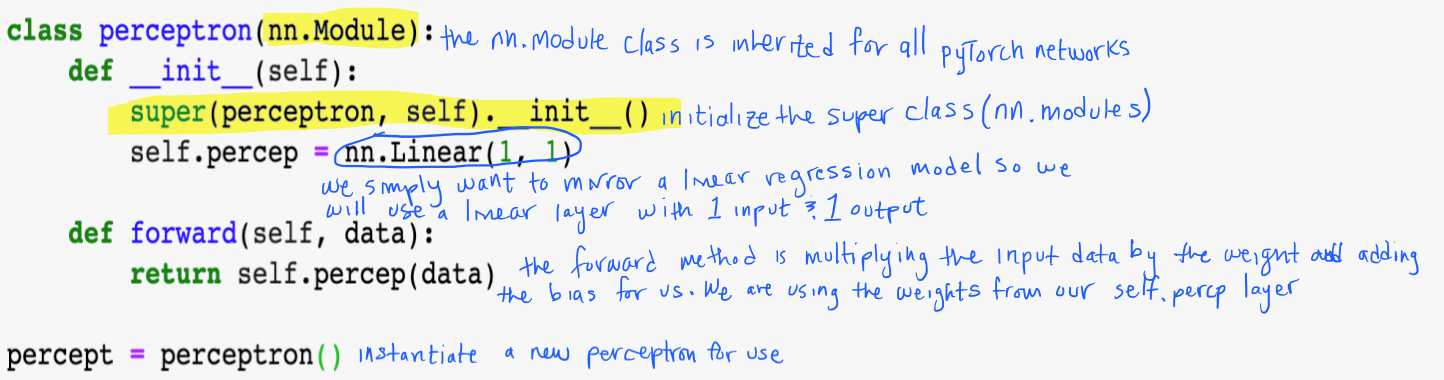 class perceptron(nn.Module): the nn.module class is inherited for all pyTorch networks
def __init__(self):
super(perceptron, self).__init__() initialize the super class (nn.modules)
self.percep = nn.Linear(1, 1)
we simply want to mirror a linear regression model so we
will use a linear layer with 1 input & 1 output
def forward(self, data):
return self.percep(data) the forward method is multiplying the input data by the weight and adding
the bias for us. We are using the weights from our self.percp layer
percept = perceptron() instantiate a new perceptron for use